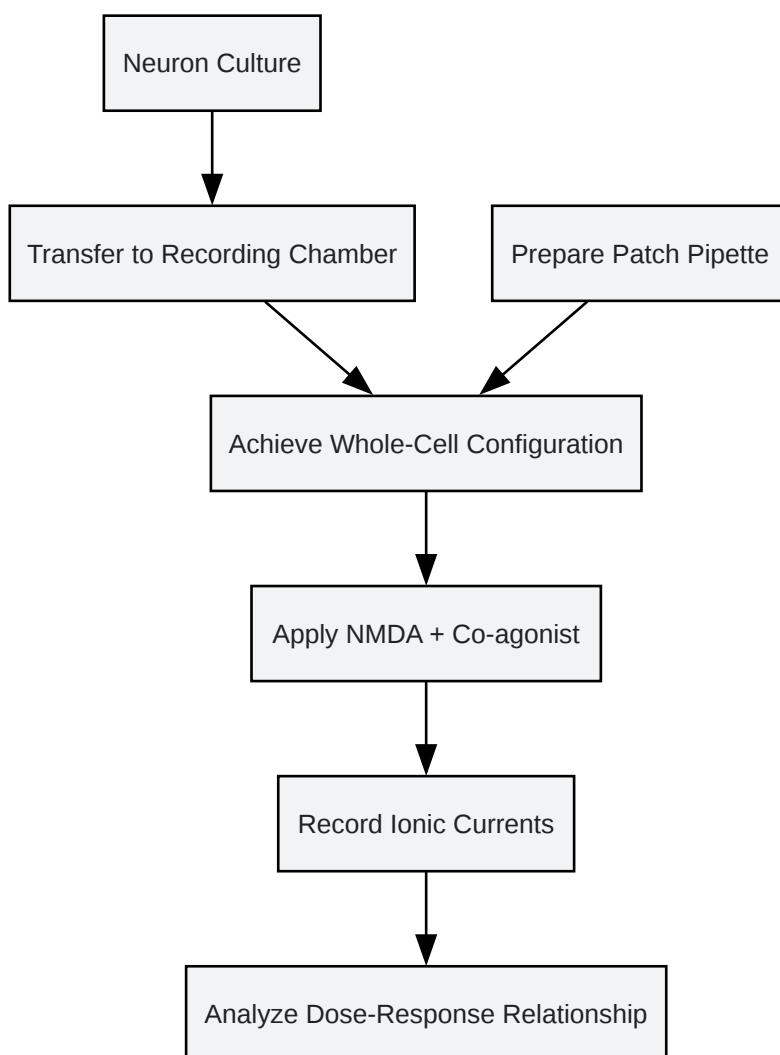 Neuron Culture
Transfer to Recording Chamber
Prepare Patch Pipette
Achieve Whole-Cell Configuration
Apply NMDA + Co-agonist
Record Ionic Currents
Analyze Dose-Response Relationship